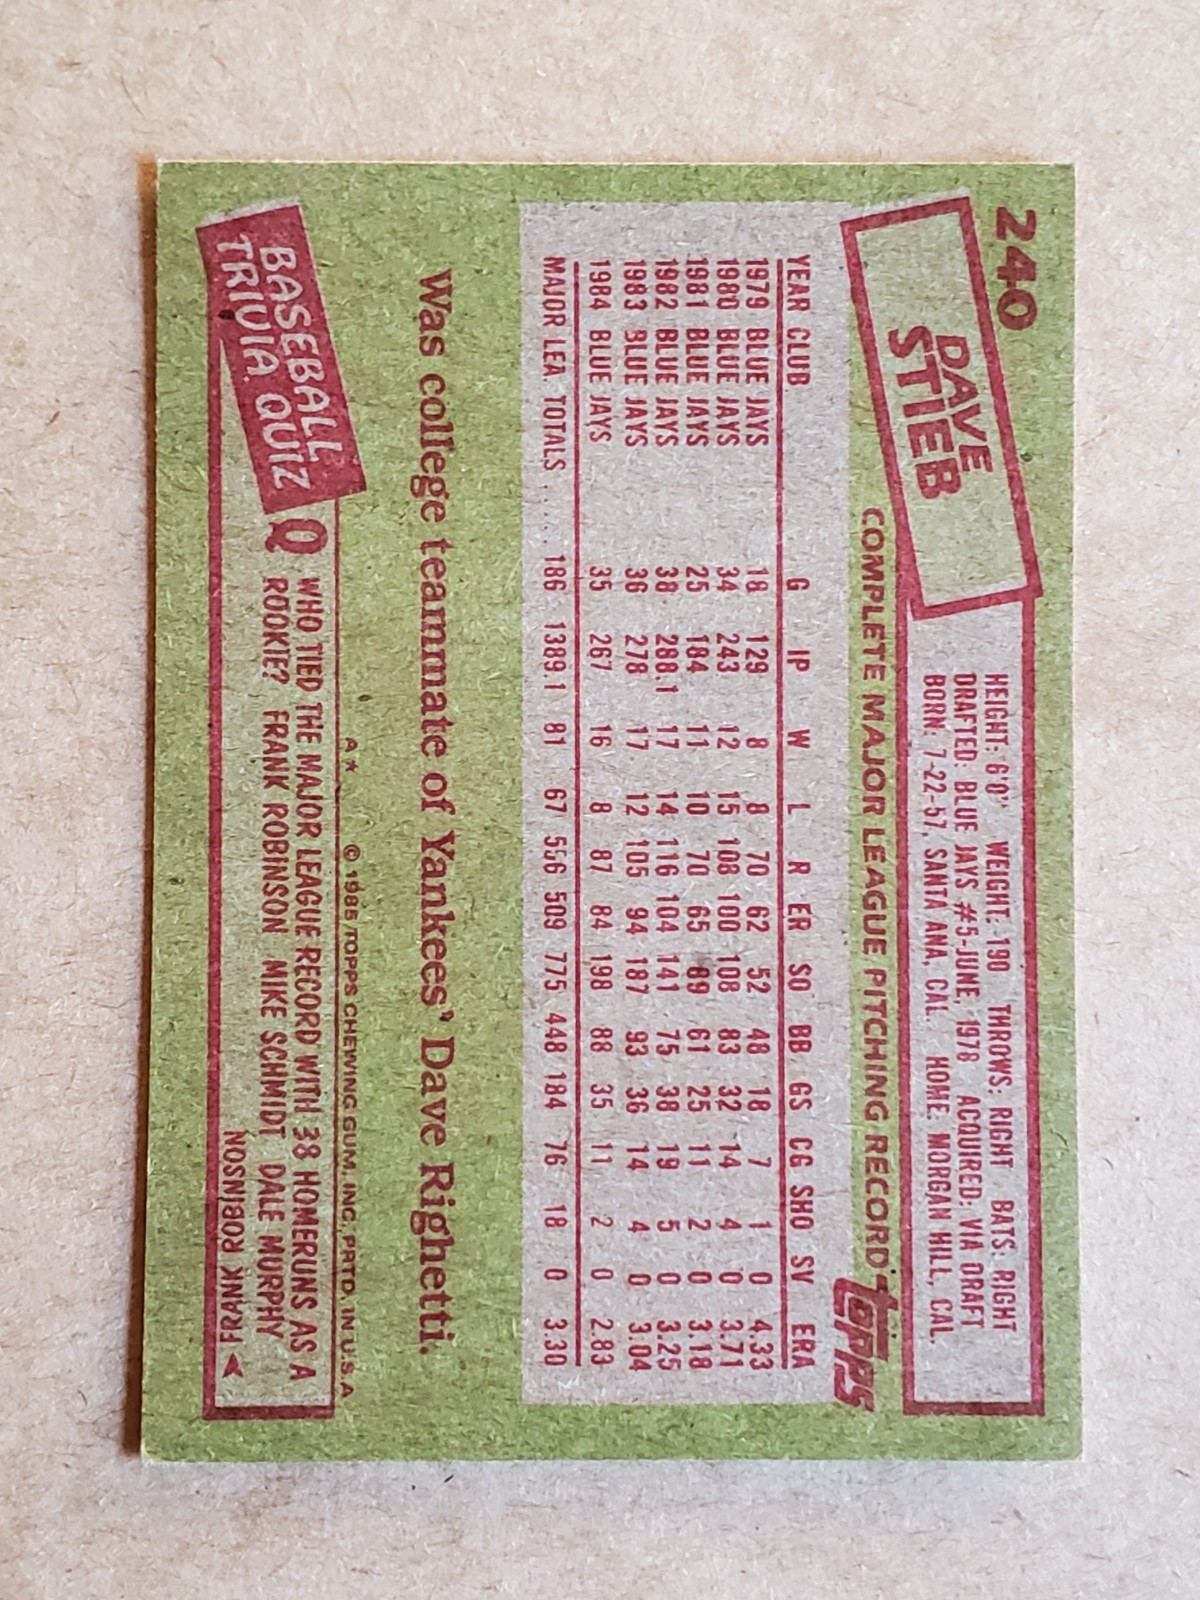 240
DAVE
STIEB
HEIGHT: 6'0" WEIGHT: 190 THROWS: RIGHT BATS: RIGHT
DRAFTED: BLUE JAYS #5-JUNE, 1978 ACQUIRED: VIA DRAFT
BORN: 7-22-57, SANTA ANA, CAL. HOME: MORGAN HILL, CAL.
COMPLETE MAJOR LEAGUE PITCHING RECORD
topps
YEAR CLUB G IP W L R ER SO BB GS CG SHO SV ERA
1979 BLUE JAYS 18 129 8 8 70 62 52 48 18 7 1 0 4.33
1980 BLUE JAYS 34 243 12 15 108 100 108 83 32 14 4 0 3.71
1981 BLUE JAYS 25 184 11 10 70 65 89 61 25 11 2 0 3.18
1982 BLUE JAYS 38 288.1 17 14 116 104 141 75 38 19 5 0 3.25
1983 BLUE JAYS 36 278 17 12 105 94 187 93 36 14 4 0 3.04
1984 BLUE JAYS 35 267 16 8 87 84 198 88 35 11 2 0 2.83
MAJOR LEA. TOTALS ..... 186 1389.1 81 67 556 509 775 448 184 76 18 0 3.30
Was college teammate of Yankees' Dave Righetti.
A * © 1985 TOPPS CHEWING GUM, INC. PRTD. IN U.S.A.
BASEBALL
TRIVIA QUIZ
Q WHO TIED THE MAJOR LEAGUE RECORD WITH 38 HOMERUNS AS A
ROOKIE? FRANK ROBINSON MIKE SCHMIDT DALE MURPHY
◄ FRANK ROBINSON